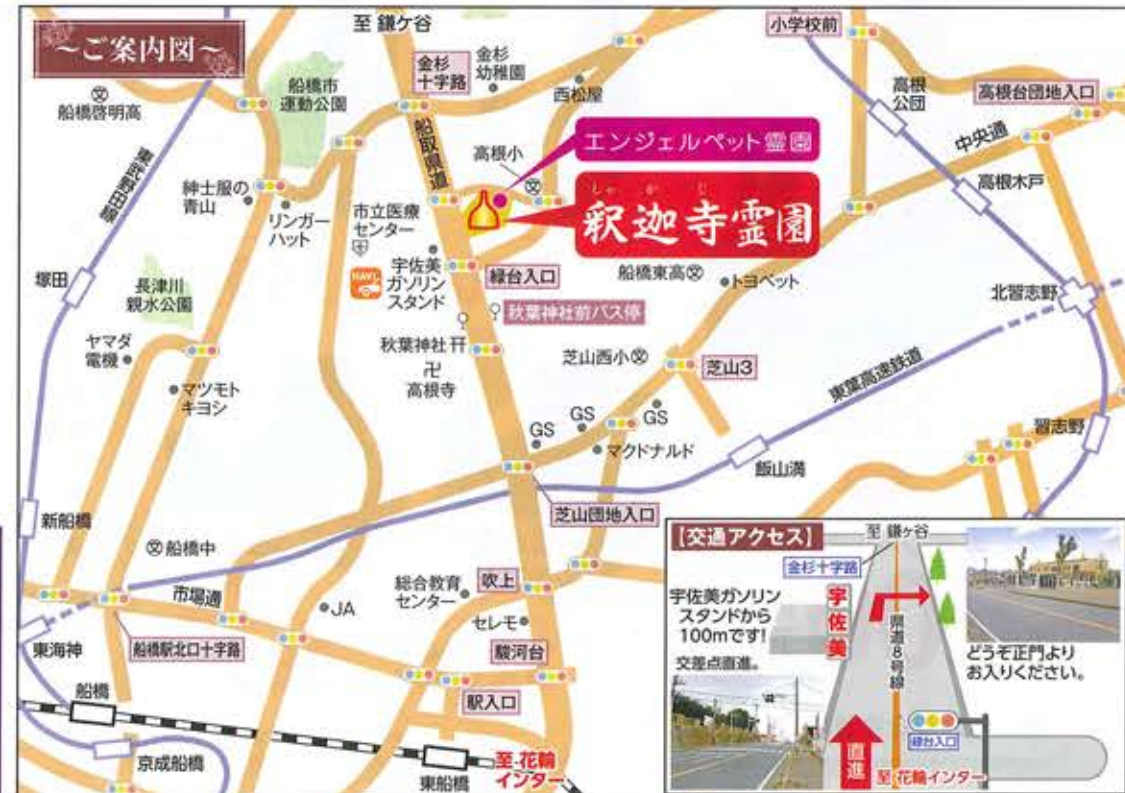 ～ご案内図～
至 鎌ケ谷
小学校前
船橋啓明高
船橋市
運動公園
金杉
十字路
金杉
幼稚園
西松屋
高根
公団
高根台団地入口
中央通
東武野田線
船取県道
高根小
エンジェルペット霊園
高根木戸
紳士服の
青山
リンガー
ハット
市立医療
センター
しゃかじ
釈迦寺霊園
塚田
長津川
親水公園
NAVI
宇佐美
ガソリン
スタンド
緑台入口
船橋東高
トヨペット
北習志野
秋葉神社前バス停
ヤマダ
電機
秋葉神社
高根寺
芝山西小
芝山3
東葉高速鉄道
マツモト
キヨシ
GS
GS
GS
マクドナルド
飯山満
習志野
新船橋
芝山団地入口
船橋中
市場通
総合教育
センター
吹上
JA
セレモ
東海神
船橋駅北口十字路
駿河台
船橋
駅入口
京成船橋
東船橋
至 花輪
インター
【交通アクセス】
至 鎌ケ谷
金杉十字路
宇佐美ガソリン
スタンドから
100mです!
宇佐美
県道8号線
どうぞ正門より
お入りください。
交差点直進。
緑台入口
直進
至 花輪インター